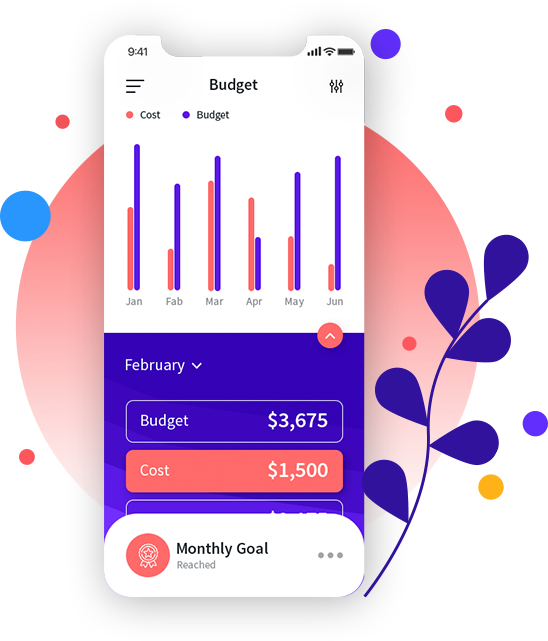 9:41
Budget
Cost Budget
Jan Fab Mar Apr May Jun
February
Budget $3,675
Cost $1,500
Monthly Goal
Reached